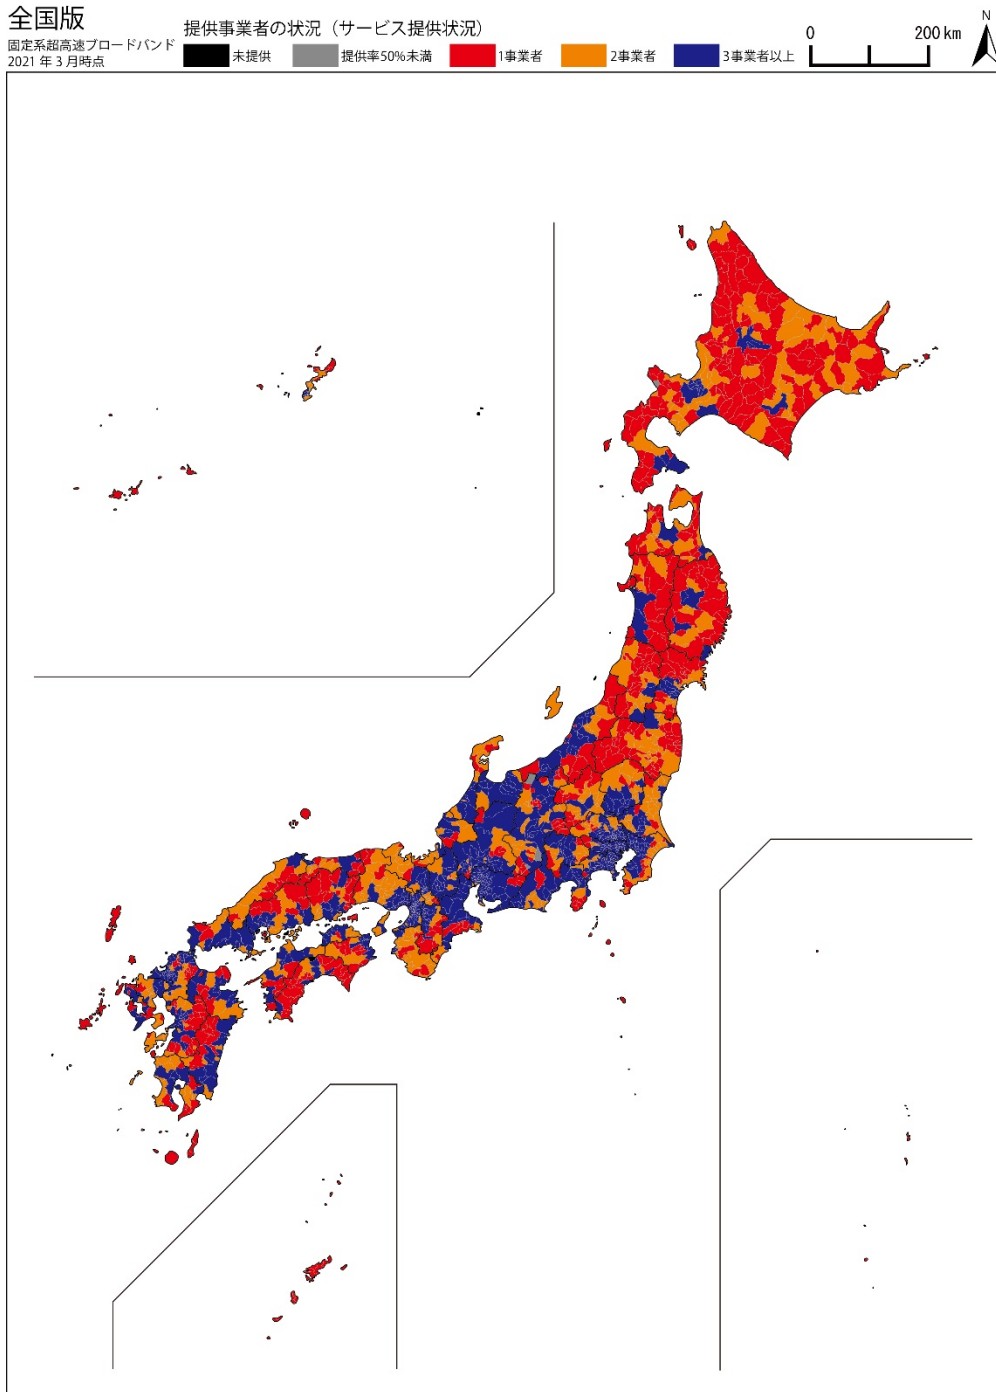 全国版
固定系超高速ブロードバンド
2021 年 3 月時点
提供事業者の状況（サービス提供状況）
未提供
提供率50%未満
1事業者
2事業者
3事業者以上
0
200 km
N